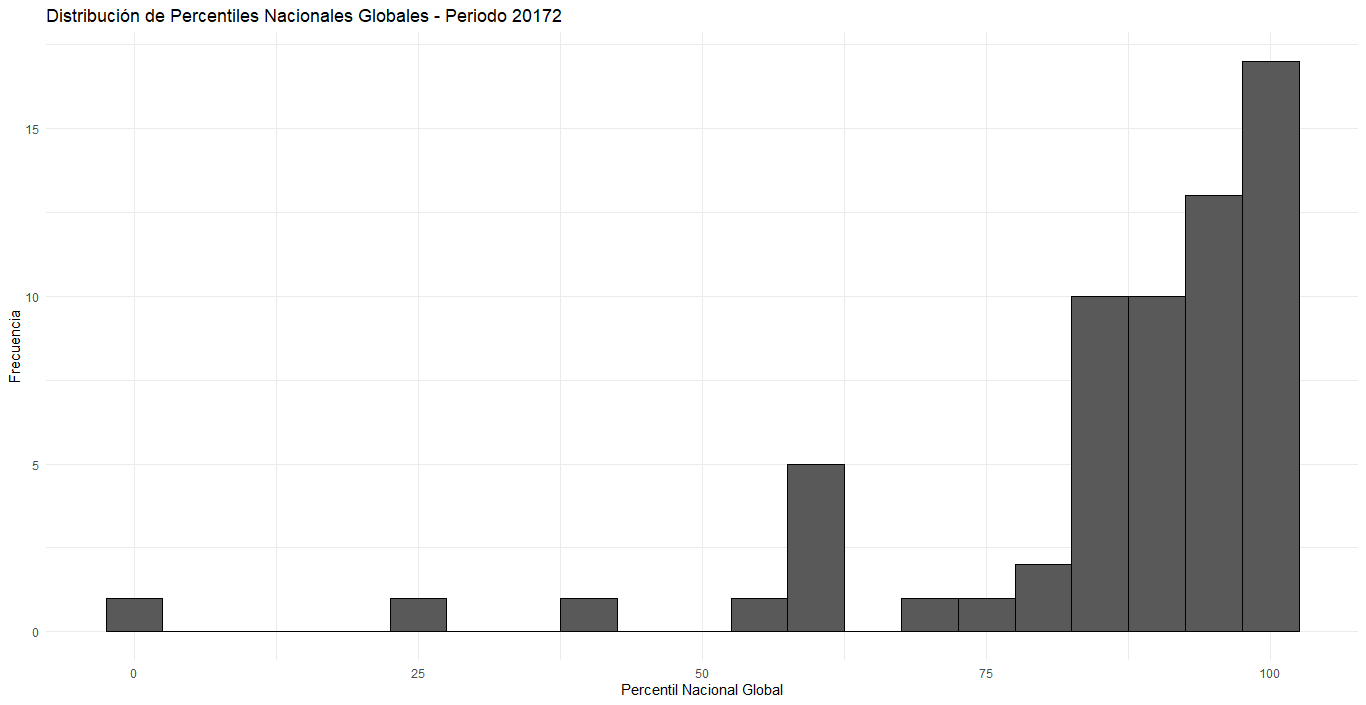 Distribución de Percentiles Nacionales Globales - Periodo 20172
15
10
5
0
Frecuencia
0 25 50 75 100
Percentil Nacional Global